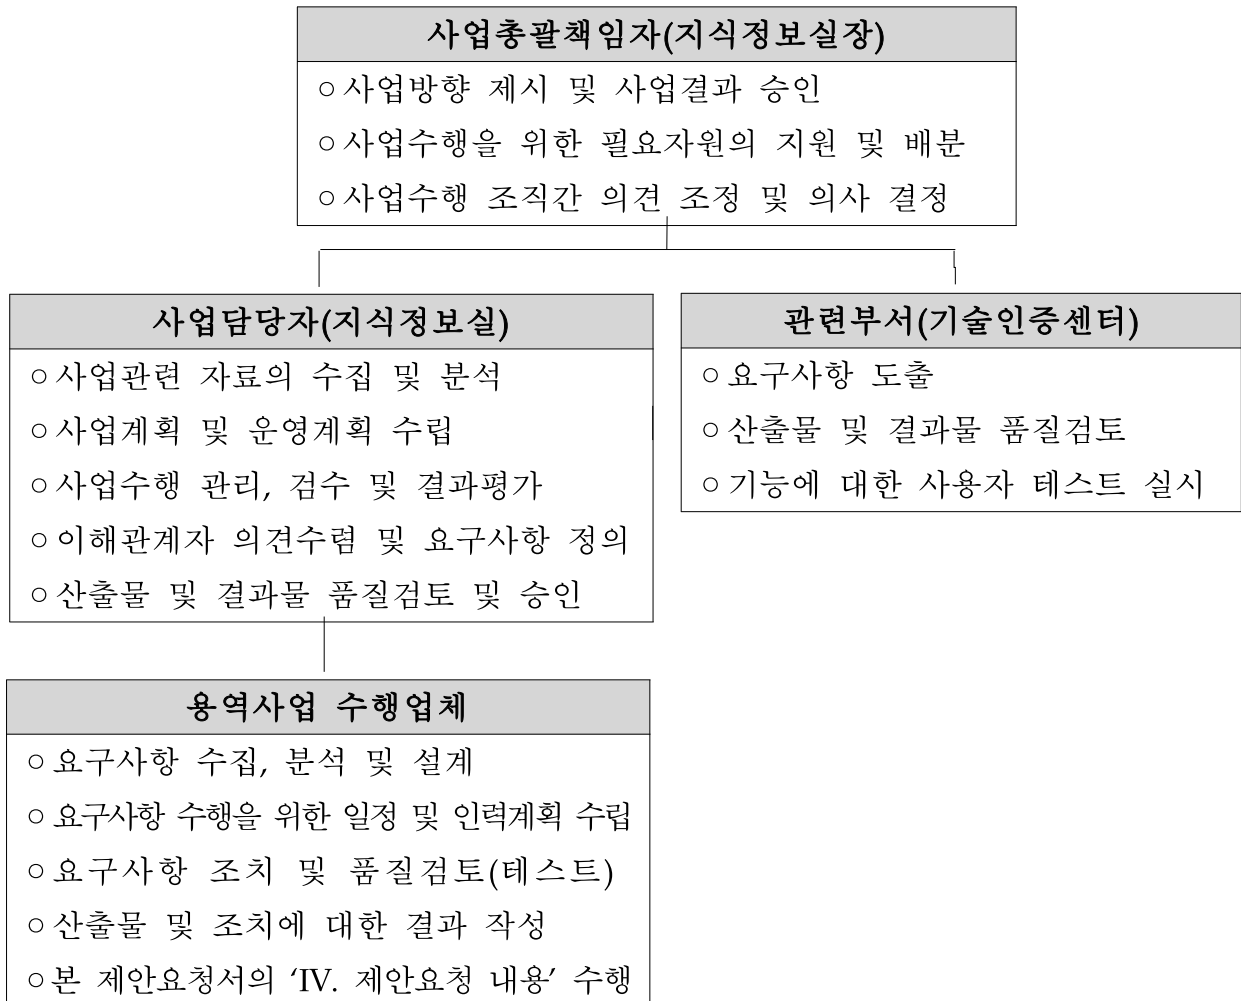 사업총괄책임자(지식정보실장)
○사업방향 제시 및 사업결과 승인
○사업수행을 위한 필요자원의 지원 및 배분
○사업수행 조직간 의견 조정 및 의사 결정
사업담당자(지식정보실)
○사업관련 자료의 수집 및 분석
○사업계획 및 운영계획 수립
○사업수행 관리, 검수 및 결과평가
○이해관계자 의견수렴 및 요구사항 정의
○산출물 및 결과물 품질검토 및 승인
관련부서(기술인증센터)
○요구사항 도출
○산출물 및 결과물 품질검토
○기능에 대한 사용자 테스트 실시
용역사업 수행업체
○요구사항 수집, 분석 및 설계
○요구사항 수행을 위한 일정 및 인력계획 수립
○요구사항 조치 및 품질검토(테스트)
○산출물 및 조치에 대한 결과 작성
○본 제안요청서의 ‘IV. 제안요청 내용’ 수행